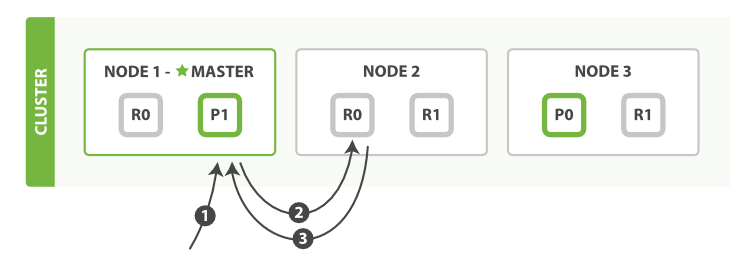 CLUSTER
NODE 1 - ★ MASTER
R0 P1
NODE 2
R0 R1
NODE 3
P0 R1
1
2
3